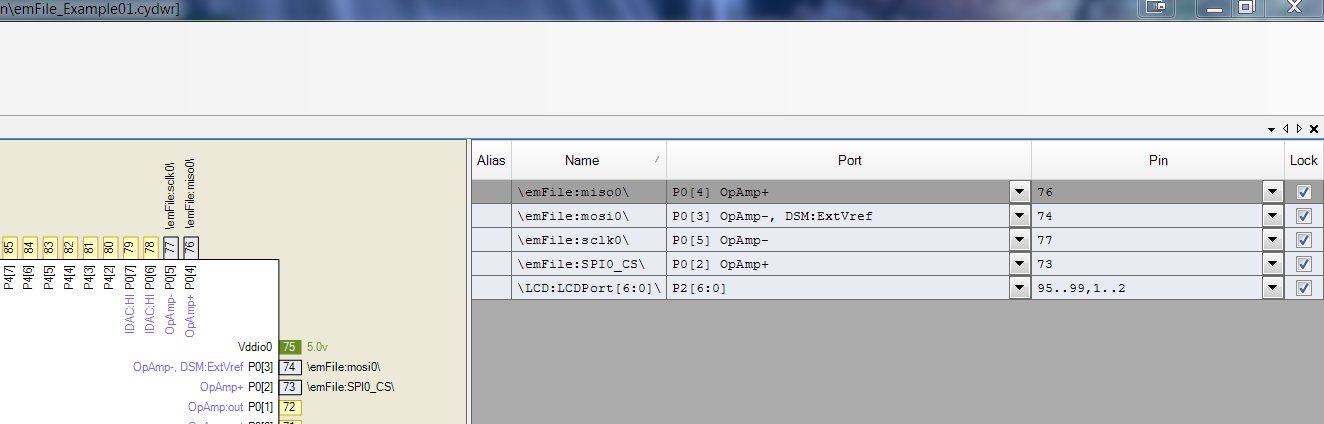 n\emFile_Example01.cydwr]
Alias Name Port Pin Lock
\emFile:miso0\ P0[4] OpAmp+ 76
\emFile:mosi0\ P0[3] OpAmp-, DSM:ExtVref 74
\emFile:sclk0\ P0[5] OpAmp- 77
\emFile:SPI0_CS\ P0[2] OpAmp+ 73
\LCD:LCDPort[6:0]\ P2[6:0] 95..99,1..2
\emFile:sclk0\
\emFile:miso0\
85 84 83 82 81 80 79 78 77 76
P4[7]
P4[6]
P4[5]
P4[4]
P4[3]
P4[2]
IDAC:HI P0[7]
IDAC:HI P0[6]
OpAmp- P0[5]
OpAmp+ P0[4]
Vddio0 75 5.0v
OpAmp-, DSM:ExtVref P0[3] 74 \emFile:mosi0\
OpAmp+ P0[2] 73 \emFile:SPI0_CS\
OpAmp:out P0[1] 72